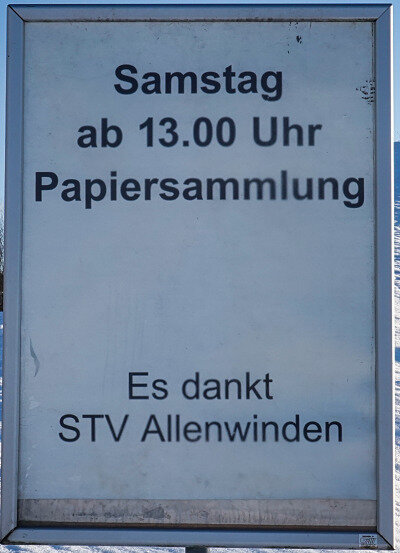 Samstag
ab 13.00 Uhr
Papiersammlung
Es dankt
STV Allenwinden